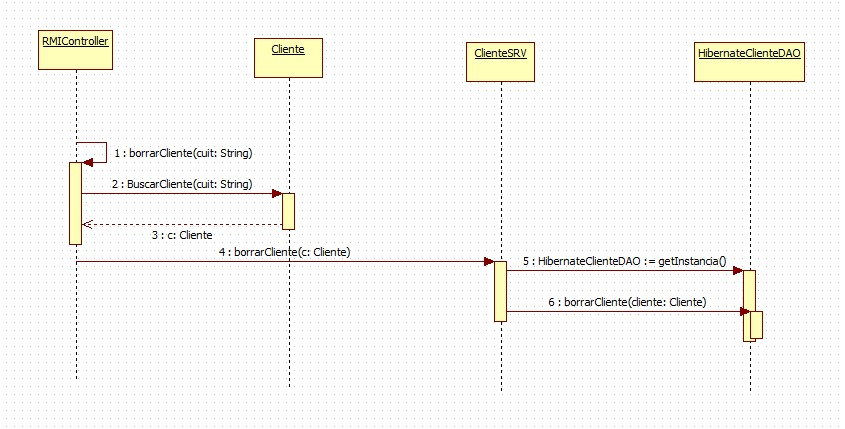 RMIController
Cliente
ClienteSRV
HibernateClienteDAO
1 : borrarCliente(cuit: String)
2 : BuscarCliente(cuit: String)
3 : c: Cliente
4 : borrarCliente(c: Cliente)
5 : HibernateClienteDAO := getInstancia()
6 : borrarCliente(cliente: Cliente)